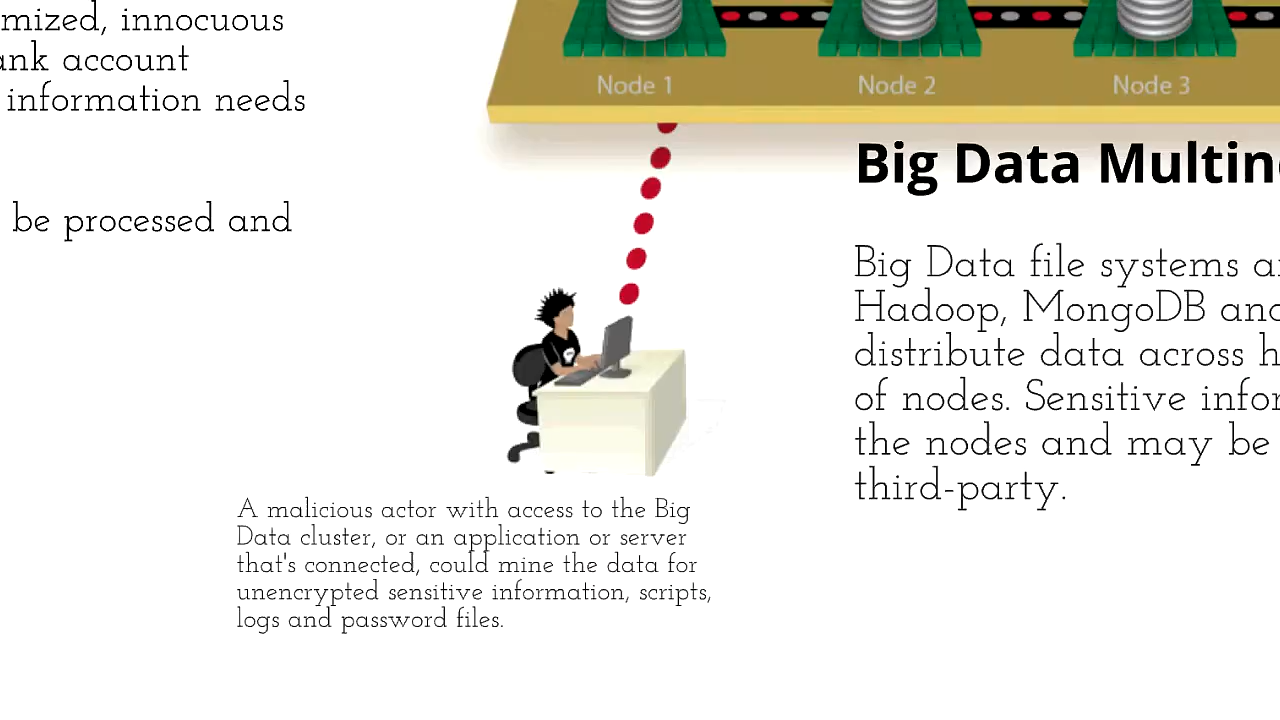 mized, innocuous
ank account
information needs
be processed and
Node 1
Node 2
Node 3
Big Data Multin
Big Data file systems a
Hadoop, MongoDB and
distribute data across h
of nodes. Sensitive infor
the nodes and may be
third-party.
A malicious actor with access to the Big
Data cluster, or an application or server
that's connected, could mine the data for
unencrypted sensitive information, scripts,
logs and password files.